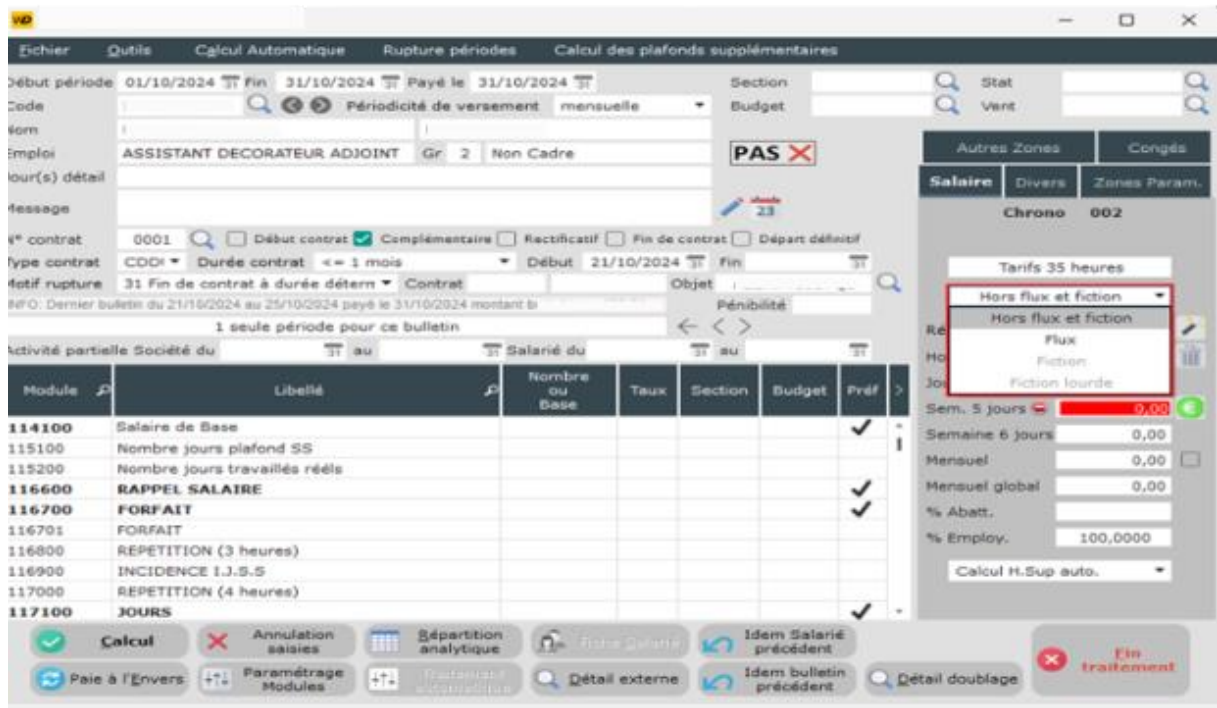 WD
Fichier Outils Calcul Automatique Rupture périodes Calcul des plafonds supplémentaires
Début période 01/10/2024 Fin 31/10/2024 Payé le 31/10/2024 Section Stat
Code Périodicité de versement mensuelle Budget Vent
Nom
Emploi ASSISTANT DECORATEUR ADJOINT Gr 2 Non Cadre PAS Autres Zones Congés
Jour(s) détail Salaire Divers Zones Param.
Message 23 Chrono 002
N° contrat 0001 Début contrat Complémentaire Rectificatif Fin de contrat Départ définitif
Type contrat CDDI Durée contrat <= 1 mois Début 21/10/2024 Fin
Tarifs 35 heures
Motif rupture 31 Fin de contrat à durée déterm Contrat Objet
Hors flux et fiction
INFO: Dernier bulletin du 21/10/2024 au 25/10/2024 payé le 31/10/2024 montant b Pénibilité
Hors flux et fiction
1 seule période pour ce bulletin ← < >
Ré
Flux
Activité partielle Société du au Salarié du au
Ho
Fiction
Jou
Fiction lourde
Module Libellé Nombre ou Base Taux Section Budget Préf >
Sem. 5 jours 0,00 €
114100 Salaire de Base
Semaine 6 jours 0,00
115100 Nombre jours plafond SS
115200 Nombre jours travaillés réels
Mensuel 0,00
116600 RAPPEL SALAIRE
Mensuel global 0,00
116700 FORFAIT
% Abatt.
116701 FORFAIT
% Employ. 100,0000
116800 REPETITION (3 heures)
116900 INCIDENCE I.J.S.S
Calcul H.Sup auto.
117000 REPETITION (4 heures)
117100 JOURS
Calcul Annulation saisies Répartition analytique Fiche Salarié Idem Salarié précédent Fin traitement
Paie à l'Envers Paramétrage Modules Traitement Détail externe Idem bulletin précédent Détail doublage